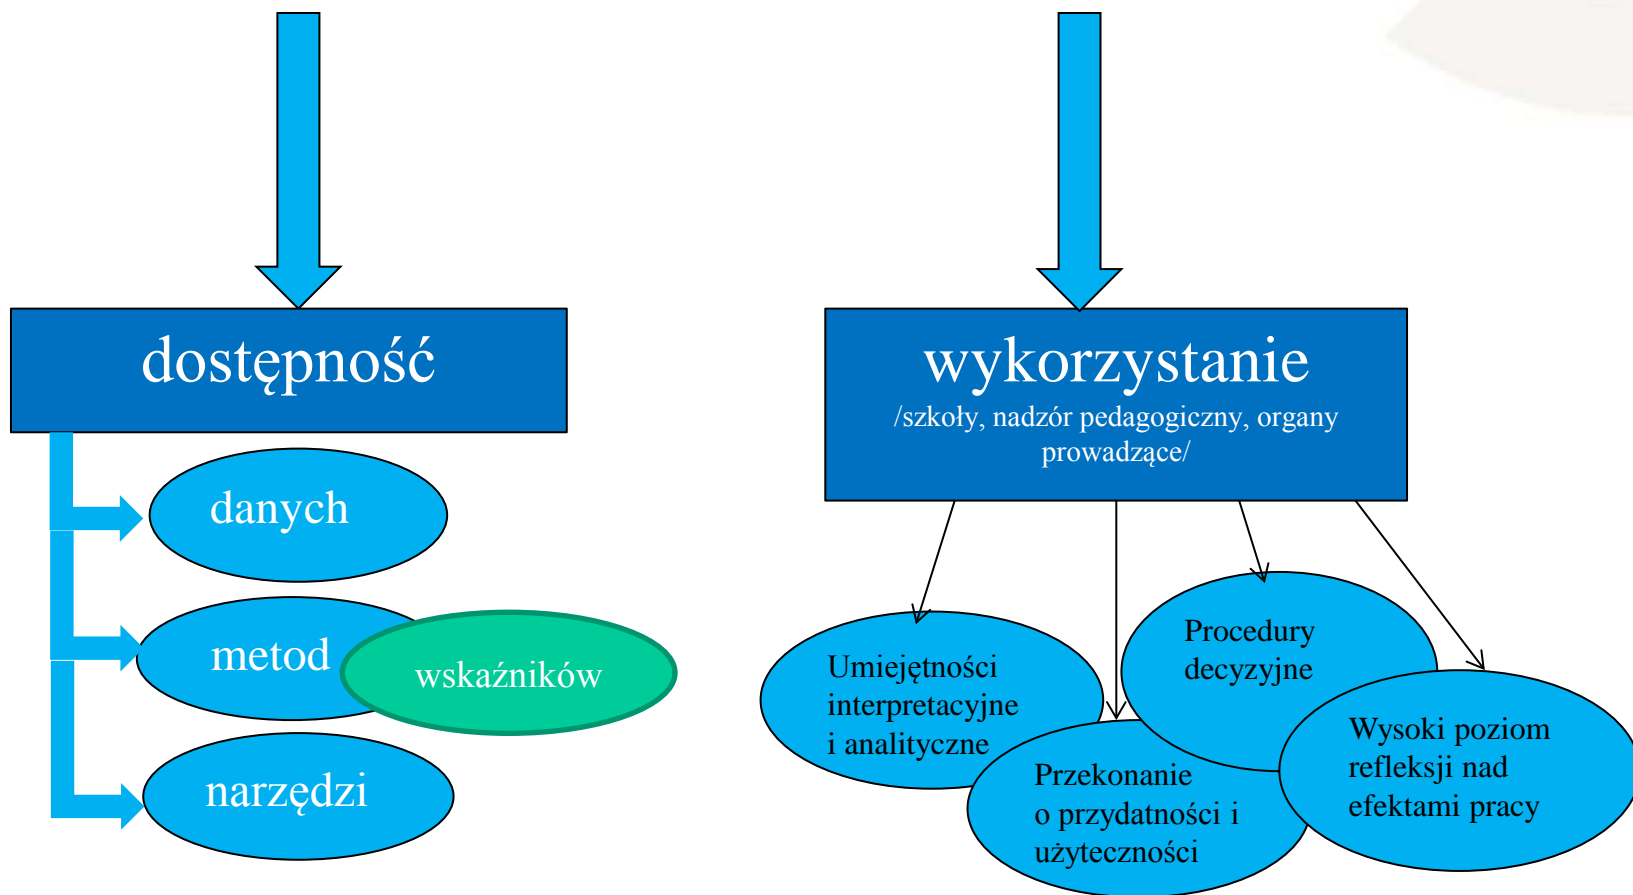 dostępność
danych
metod
wskaźników
narzędzi
wykorzystanie
/szkoły, nadzór pedagogiczny, organy
prowadzące/
Umiejętności
interpretacyjne
i analityczne
Przekonanie
o przydatności i
użyteczności
Procedury
decyzyjne
Wysoki poziom
refleksji nad
efektami pracy